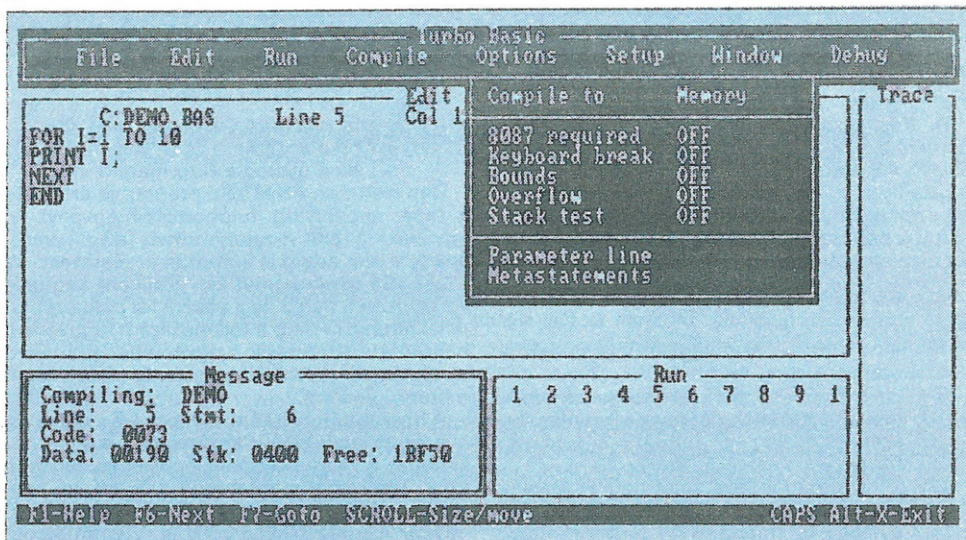 Turbo Basic
File Edit Run Compile Options Setup Window Debug
Edit
C:DEMO.BAS Line 5 Col 1
FOR I=1 TO 10
PRINT I;
NEXT
END
Compile to Memory
8087 required OFF
Keyboard break OFF
Bounds OFF
Overflow OFF
Stack test OFF
Parameter line
Metastatements
Trace
Message
Compiling: DEMO
Line: 5 Stmt: 6
Code: 0073
Data: 00190 Stk: 0400 Free: 1BF50
Run
1 2 3 4 5 6 7 8 9 1
F1-Help F6-Next F7-Goto SCROLL-Size/move CAPS Alt-X-Exit